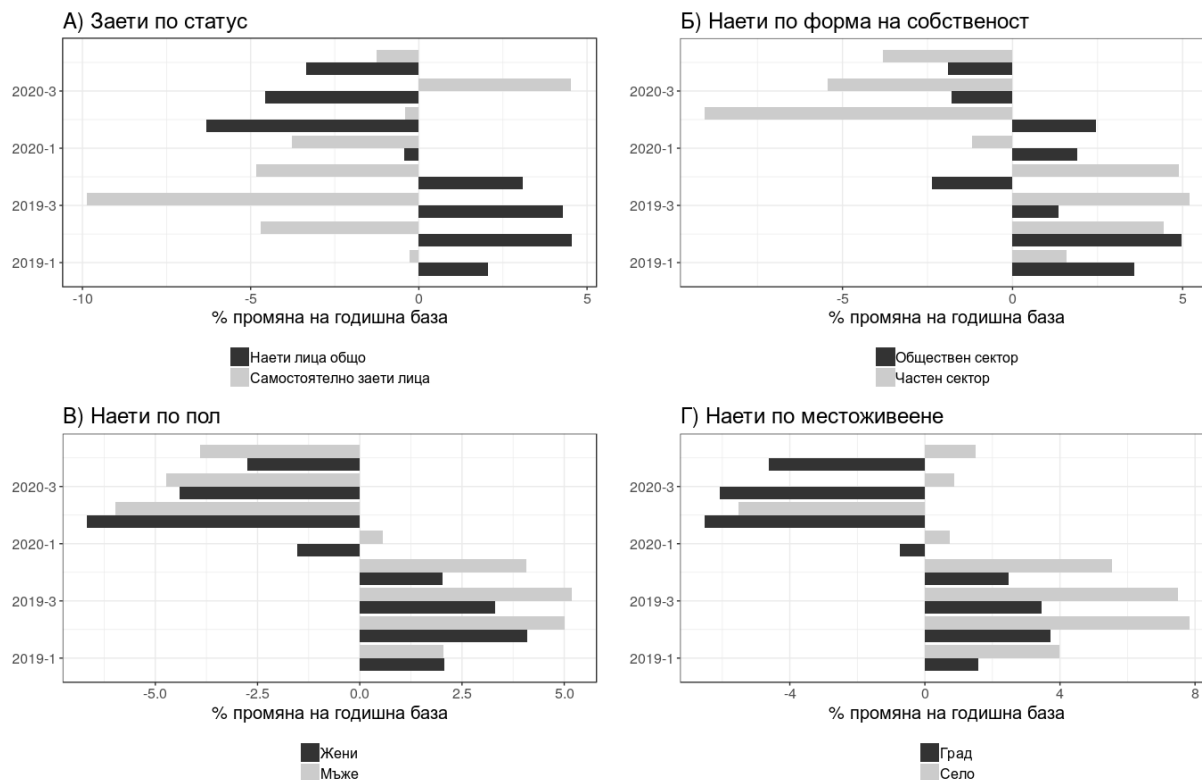 А) Заети по статус
2020-3
2020-1
2019-3
2019-1
-10
-5
0
5
% промяна на годишна база
Наети лица общо
Самостоятелно заети лица
Б) Наети по форма на собственост
2020-3
2020-1
2019-3
2019-1
-5
0
5
% промяна на годишна база
Обществен сектор
Частен сектор
В) Наети по пол
2020-3
2020-1
2019-3
2019-1
-5.0
-2.5
0.0
2.5
5.0
% промяна на годишна база
Жени
Мъже
Г) Наети по местоживеене
2020-3
2020-1
2019-3
2019-1
-4
0
4
8
% промяна на годишна база
Град
Село